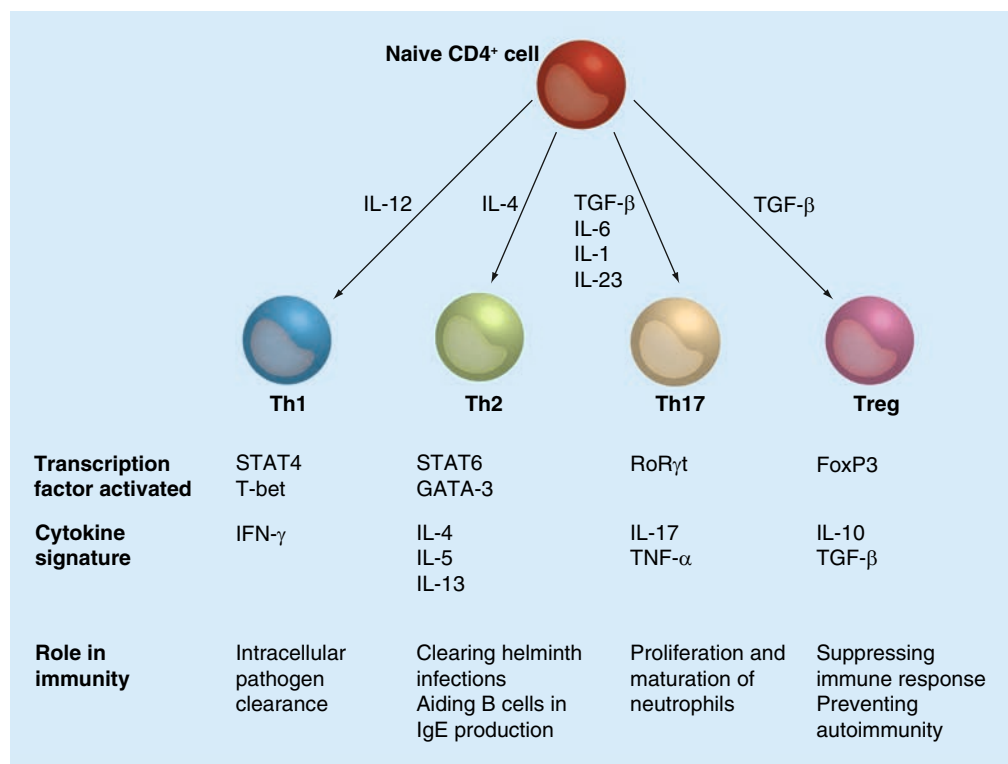 Naive CD4⁺ cell
IL-12
IL-4
TGF-β
IL-6
IL-1
IL-23
TGF-β
Th1
Th2
Th17
Treg
Transcription
factor activated
STAT4
T-bet
STAT6
GATA-3
RoRγt
FoxP3
Cytokine
signature
IFN-γ
IL-4
IL-5
IL-13
IL-17
TNF-α
IL-10
TGF-β
Role in
immunity
Intracellular
pathogen
clearance
Clearing helminth
infections
Aiding B cells in
IgE production
Proliferation and
maturation of
neutrophils
Suppressing
immune response
Preventing
autoimmunity